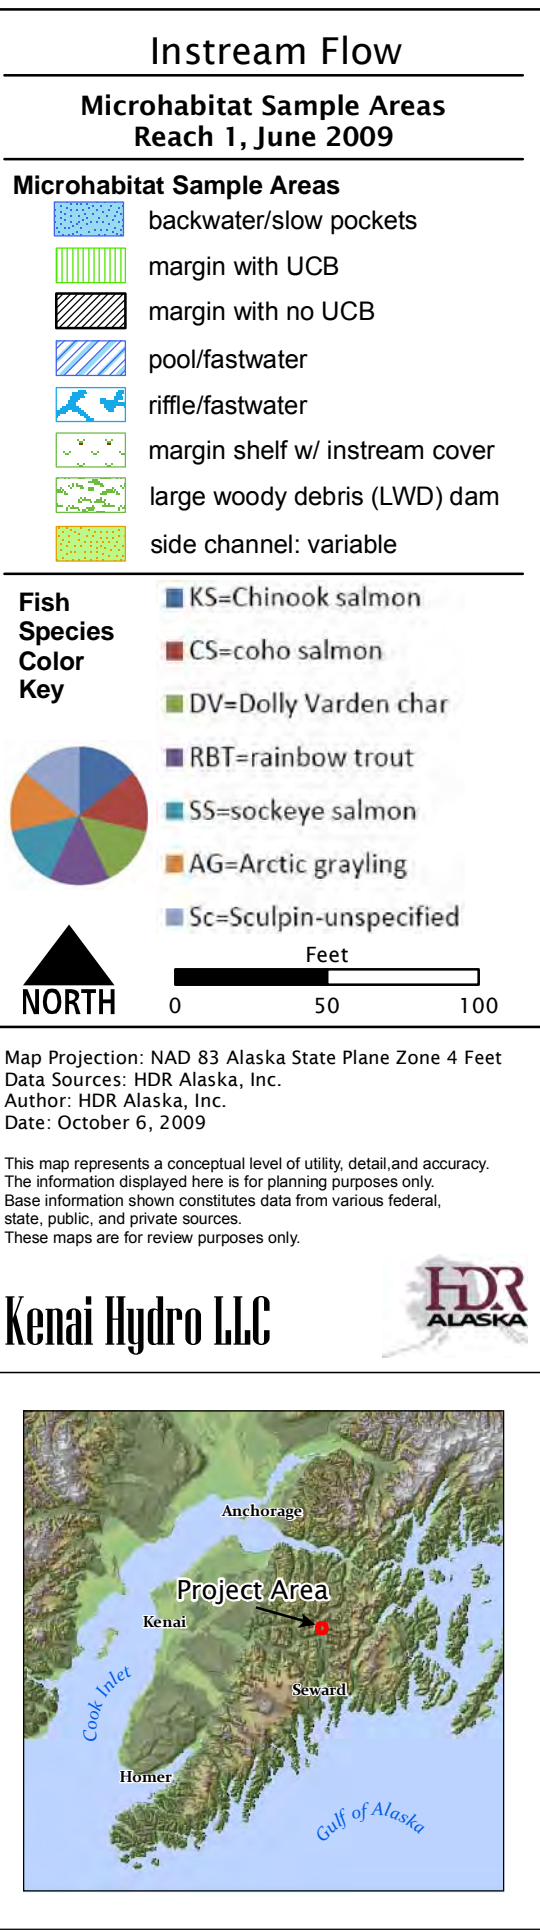 Instream Flow
Microhabitat Sample Areas
Reach 1, June 2009
Microhabitat Sample Areas
backwater/slow pockets
margin with UCB
margin with no UCB
pool/fastwater
riffle/fastwater
margin shelf w/ instream cover
large woody debris (LWD) dam
side channel: variable
Fish
Species
Color
Key
KS=Chinook salmon
CS=coho salmon
DV=Dolly Varden char
RBT=rainbow trout
SS=sockeye salmon
AG=Arctic grayling
Sc=Sculpin-unspecified
NORTH
Feet
0 50 100
Map Projection: NAD 83 Alaska State Plane Zone 4 Feet
Data Sources: HDR Alaska, Inc.
Author: HDR Alaska, Inc.
Date: October 6, 2009
This map represents a conceptual level of utility, detail,and accuracy.
The information displayed here is for planning purposes only.
Base information shown constitutes data from various federal,
state, public, and private sources.
These maps are for review purposes only.
Kenai Hydro LLC
HDR
ALASKA
Anchorage
Project Area
Kenai
Seward
Cook Inlet
Homer
Gulf of Alaska